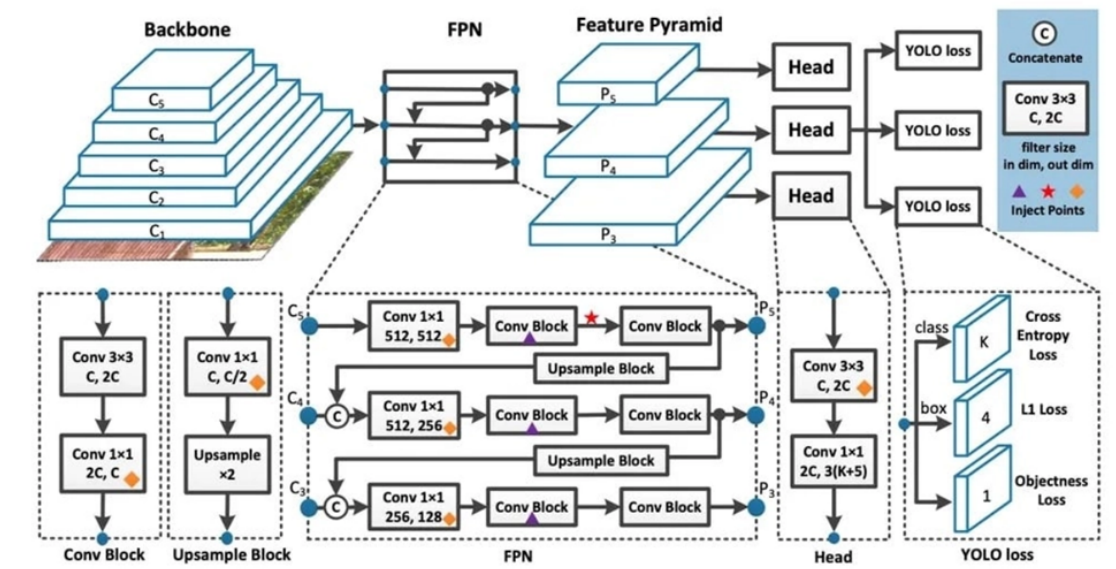 Backbone
FPN
Feature Pyramid
C5
C4
C3
C2
C1
P5
P4
P3
Head
Head
Head
YOLO loss
YOLO loss
YOLO loss
C
Concatenate
Conv 3×3
C, 2C
filter size
in dim, out dim
Inject Points
Conv 3×3
C, 2C
Conv 1×1
2C, C
Conv Block
Conv 1×1
C, C/2
Upsample
×2
Upsample Block
C5
Conv 1×1
512, 512
Conv Block
Conv Block
P5
Upsample Block
C4
C
Conv 1×1
512, 256
Conv Block
Conv Block
P4
Upsample Block
C3
C
Conv 1×1
256, 128
Conv Block
Conv Block
P3
FPN
Conv 3×3
C, 2C
Conv 1×1
2C, 3(K+5)
Head
class
K
Cross
Entropy
Loss
box
4
L1 Loss
1
Objectness
Loss
YOLO loss